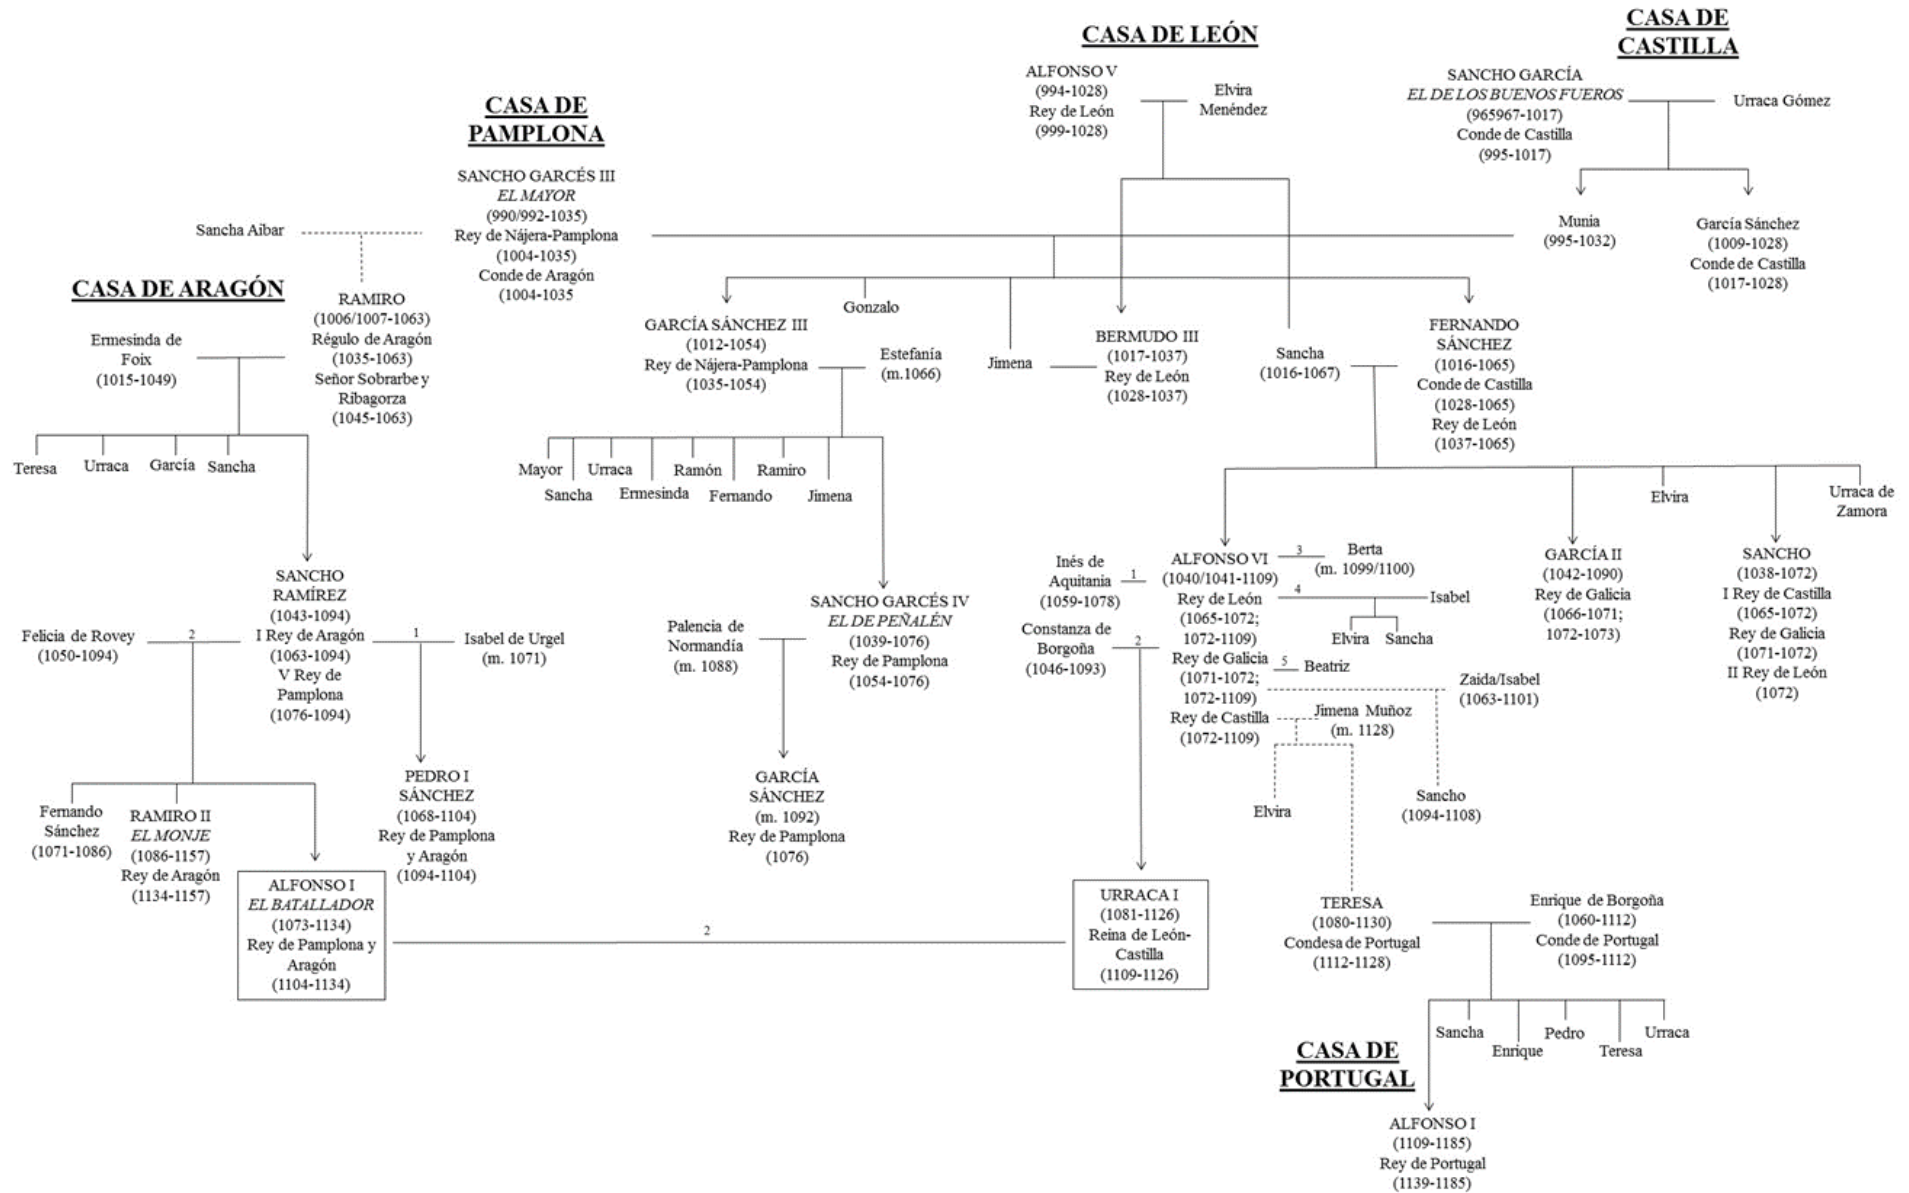 CASA DE LEÓN
CASA DE
CASTILLA
ALFONSO V
(994-1028)
Rey de León
(999-1028)
Elvira
Menéndez
SANCHO GARCÍA
EL DE LOS BUENOS FUEROS
(965967-1017)
Conde de Castilla
(995-1017)
Urraca Gómez
CASA DE
PAMPLONA
SANCHO GARCÉS III
EL MAYOR
(990/992-1035)
Rey de Nájera-Pamplona
(1004-1035)
Conde de Aragón
(1004-1035
Sancha Aibar
Munia
(995-1032)
García Sánchez
(1009-1028)
Conde de Castilla
(1017-1028)
CASA DE ARAGÓN
Ermesinda de
Foix
(1015-1049)
RAMIRO
(1006/1007-1063)
Régulo de Aragón
(1035-1063)
Señor Sobrarbe y
Ribagorza
(1045-1063)
GARCÍA SÁNCHEZ III
(1012-1054)
Rey de Nájera-Pamplona
(1035-1054)
Estefanía
(m.1066)
Gonzalo
Jimena
BERMUDO III
(1017-1037)
Rey de León
(1028-1037)
Sancha
(1016-1067)
FERNANDO
SÁNCHEZ
(1016-1065)
Conde de Castilla
(1028-1065)
Rey de León
(1037-1065)
Teresa
Urraca
García
Sancha
Mayor
Sancha
Urraca
Ermesinda
Ramón
Fernando
Ramiro
Jimena
Elvira
Urraca de
Zamora
SANCHO
RAMÍREZ
(1043-1094)
I Rey de Aragón
(1063-1094)
V Rey de
Pamplona
(1076-1094)
Felicia de Rovey
(1050-1094)
2
1
Isabel de Urgel
(m. 1071)
Palencia de
Normandía
(m. 1088)
SANCHO GARCÉS IV
EL DE PEÑALÉN
(1039-1076)
Rey de Pamplona
(1054-1076)
Inés de
Aquitania
(1059-1078)
1
Constanza de
Borgoña
(1046-1093)
2
ALFONSO VI
(1040/1041-1109)
Rey de León
(1065-1072;
1072-1109)
Rey de Galicia
(1071-1072;
1072-1109)
Rey de Castilla
(1072-1109)
3
Berta
(m. 1099/1100)
4
Isabel
Elvira
Sancha
5
Beatriz
Zaida/Isabel
(1063-1101)
Jimena Muñoz
(m. 1128)
GARCÍA II
(1042-1090)
Rey de Galicia
(1066-1071;
1072-1073)
SANCHO
(1038-1072)
I Rey de Castilla
(1065-1072)
Rey de Galicia
(1071-1072)
II Rey de León
(1072)
Fernando
Sánchez
(1071-1086)
RAMIRO II
EL MONJE
(1086-1157)
Rey de Aragón
(1134-1157)
PEDRO I
SÁNCHEZ
(1068-1104)
Rey de Pamplona
y Aragón
(1094-1104)
GARCÍA
SÁNCHEZ
(m. 1092)
Rey de Pamplona
(1076)
Elvira
Sancho
(1094-1108)
ALFONSO I
EL BATALLADOR
(1073-1134)
Rey de Pamplona y
Aragón
(1104-1134)
2
URRACA I
(1081-1126)
Reina de León-
Castilla
(1109-1126)
TERESA
(1080-1130)
Condesa de Portugal
(1112-1128)
Enrique de Borgoña
(1060-1112)
Conde de Portugal
(1095-1112)
Sancha
Enrique
Pedro
Teresa
Urraca
CASA DE
PORTUGAL
ALFONSO I
(1109-1185)
Rey de Portugal
(1139-1185)